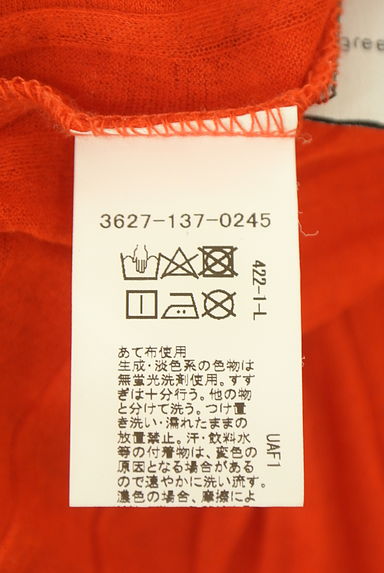 gree
3627-137-0245
422-1-L
あて布使用
生成・淡色系の色物は
無蛍光洗剤使用。すす
ぎは十分行う。他の物
と分けて洗う。つけ置
き洗い・濡れたままの
放置禁止。汗・飲料水
等の付着物は、変色の
原因となる場合がある
ので速やかに洗い流す。
濃色の場合、摩擦によ
UAF1